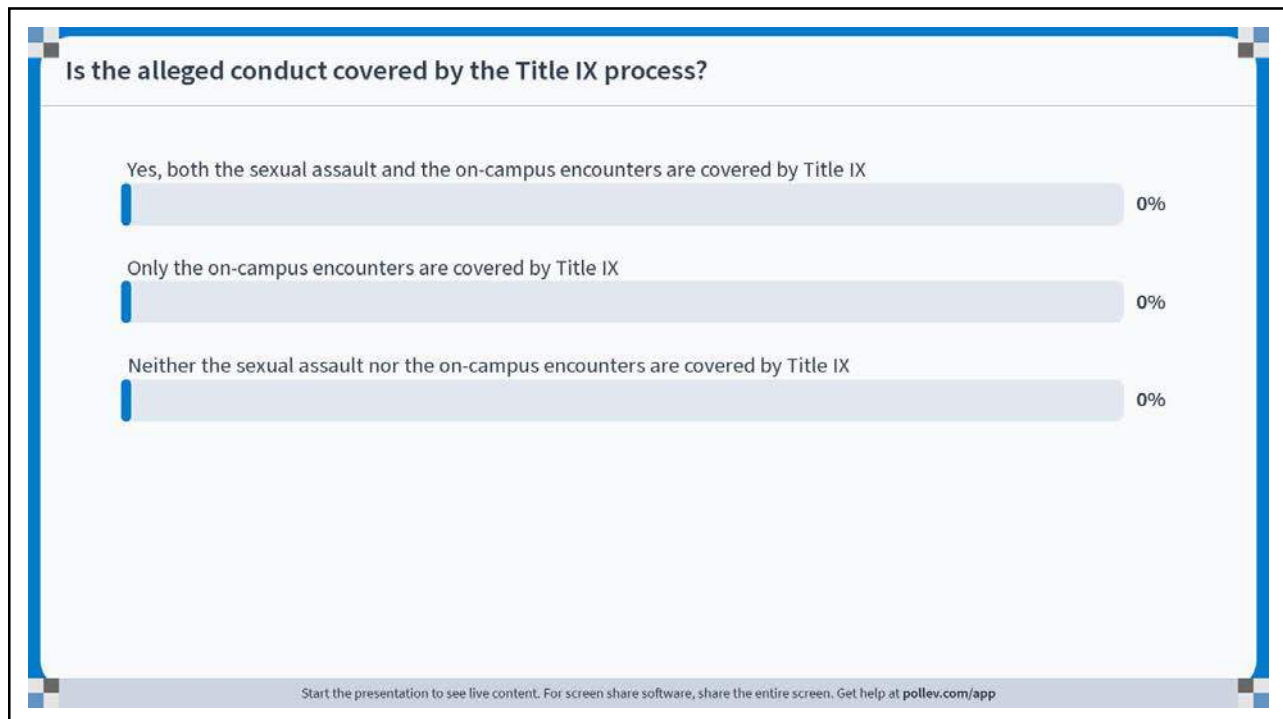 Is the alleged conduct covered by the Title IX process?
Yes, both the sexual assault and the on-campus encounters are covered by Title IX
0%
Only the on-campus encounters are covered by Title IX
0%
Neither the sexual assault nor the on-campus encounters are covered by Title IX
0%
Start the presentation to see live content. For screen share software, share the entire screen. Get help at pollev.com/app